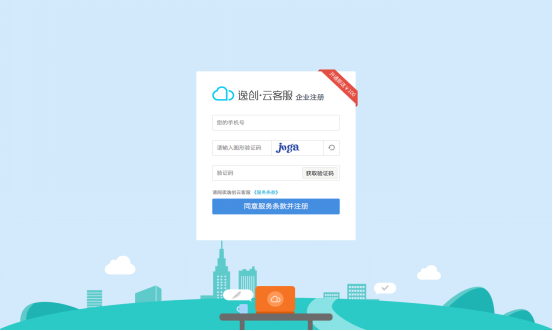 逸创·云客服 企业注册
您的手机号
请输入图形验证码
joga
验证码 获取验证码
请阅读逸创云客服 《服务条款》
同意服务条款并注册